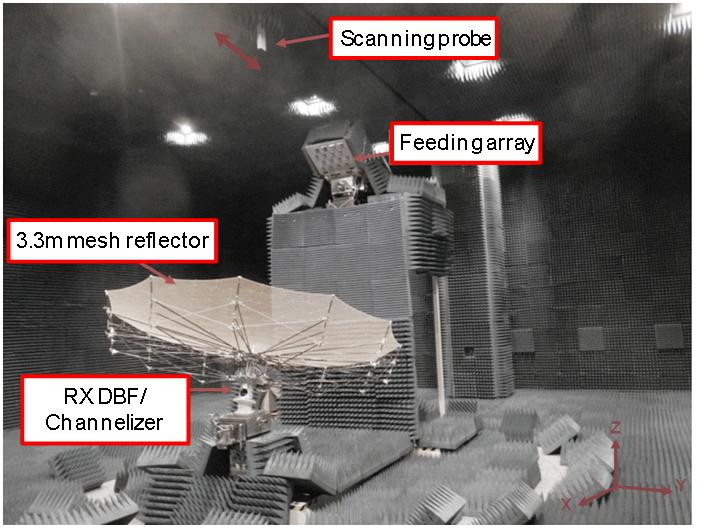 Scanning probe
Feeding array
3.3m mesh reflector
RX DBF/
Channelizer
Z
Y
X